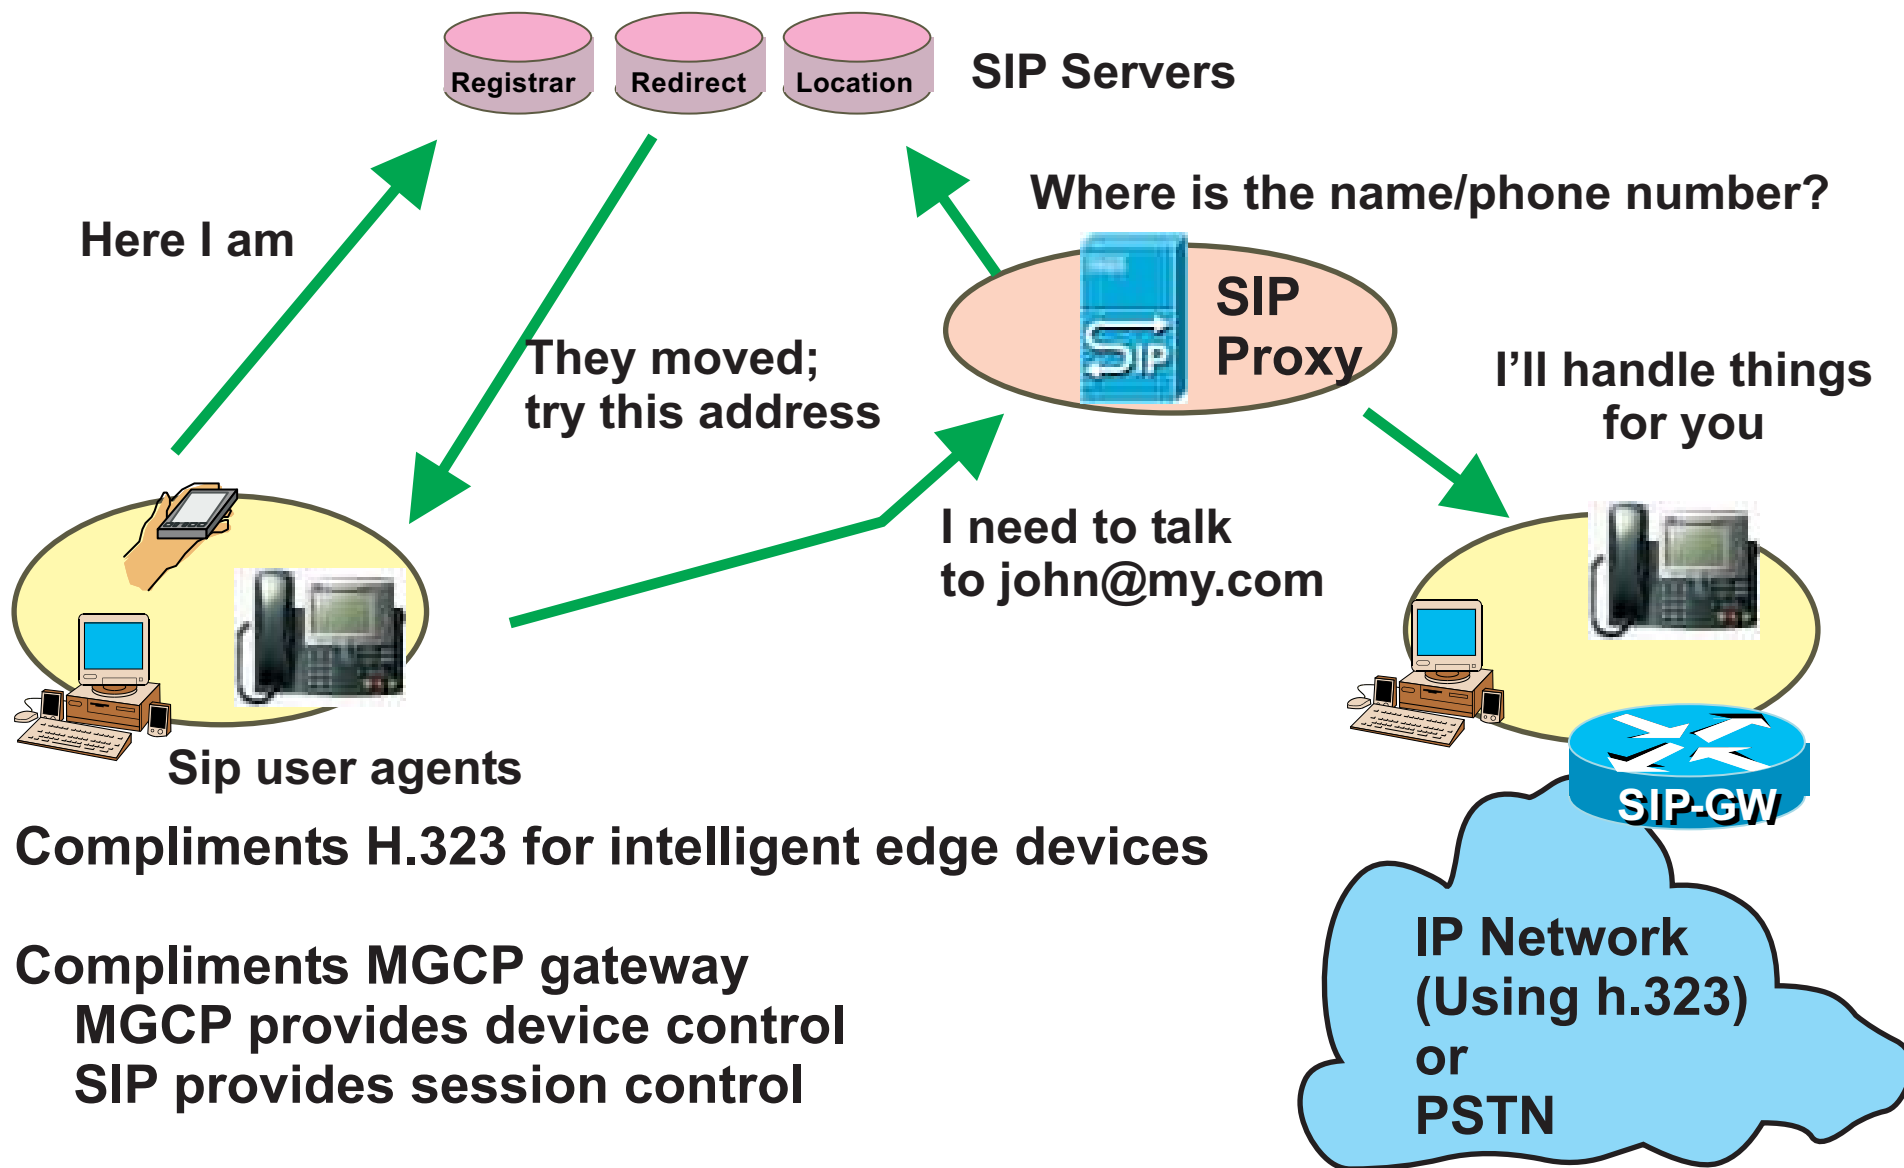 Registrar
Redirect
Location
SIP Servers
Where is the name/phone number?
Here I am
SIP
Proxy
SIP
They moved;
try this address
I'll handle things
for you
I need to talk
to john@my.com
Sip user agents
SIP-GW
Compliments H.323 for intelligent edge devices
Compliments MGCP gateway
MGCP provides device control
SIP provides session control
IP Network
(Using h.323)
or
PSTN